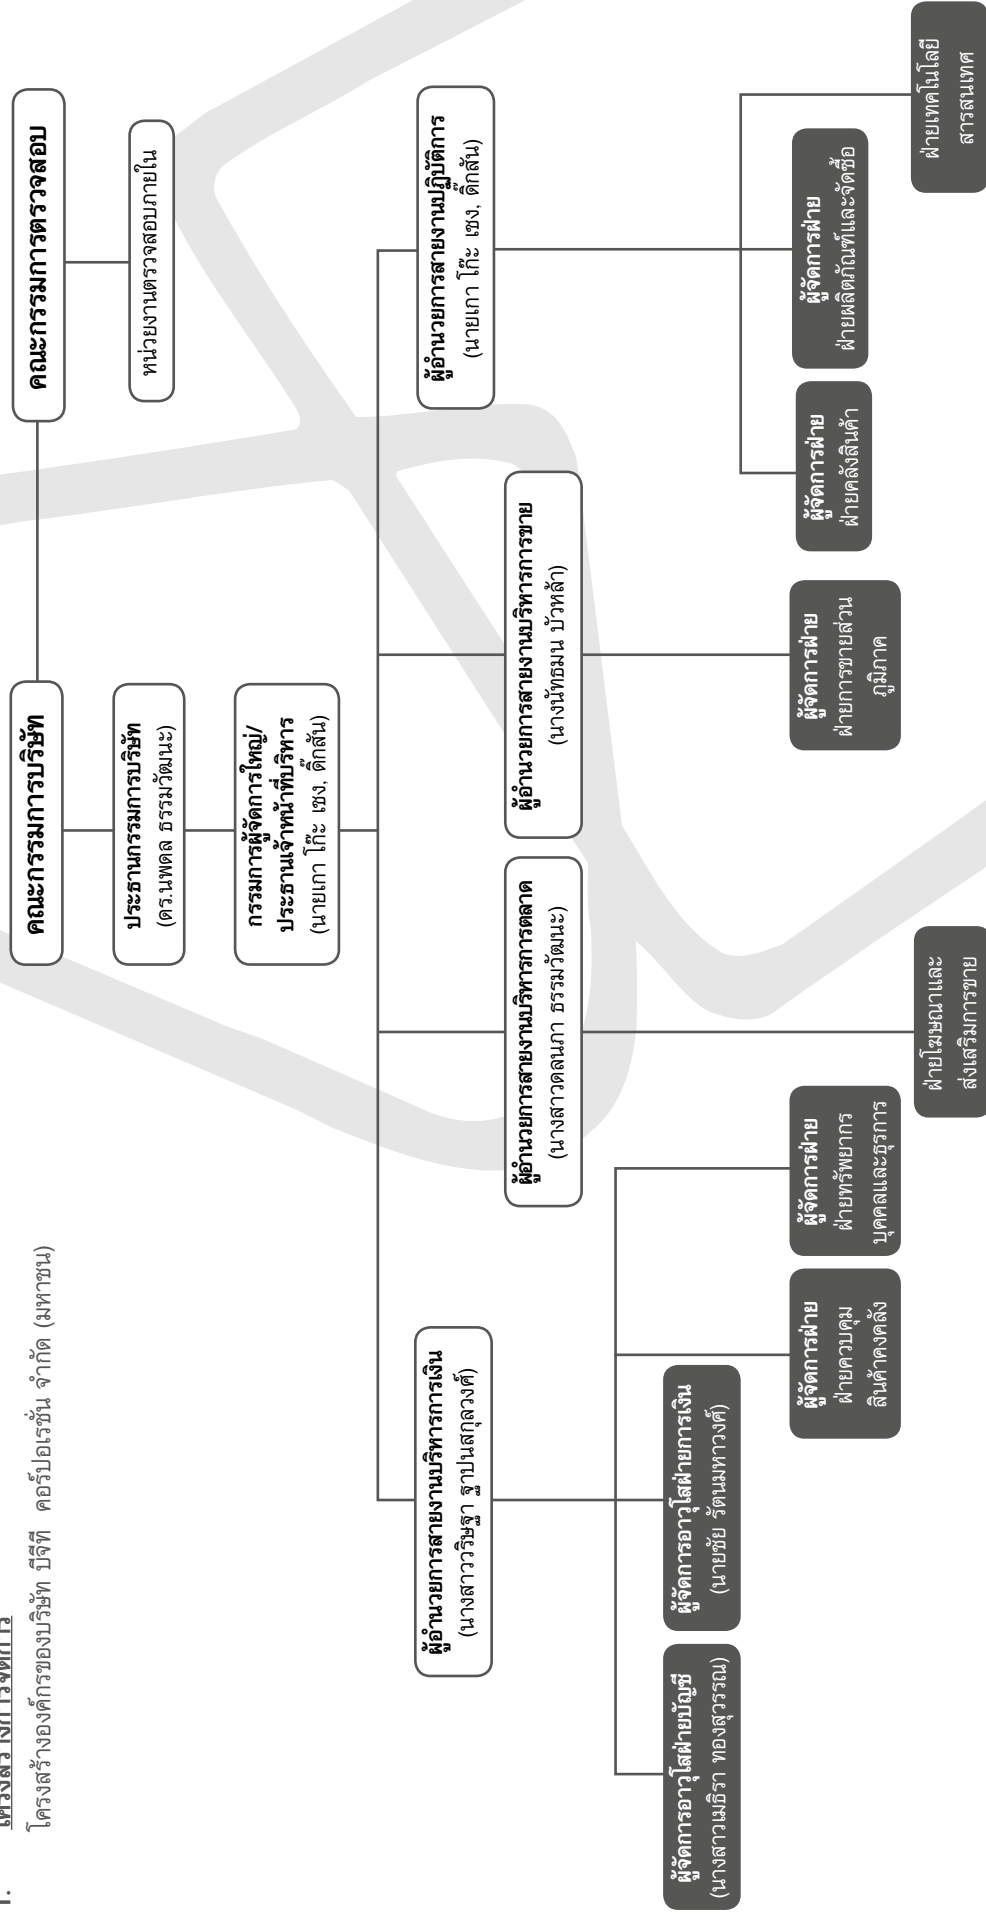 1. โครงสร้างการจัดการ
โครงสร้างองค์กรของบริษัท บีจีที คอร์ปอเรชั่น จำกัด (มหาชน)
คณะกรรมการบริษัท
คณะกรรมการตรวจสอบ
หน่วยงานตรวจสอบภายใน
ประธานกรรมการบริษัท
(ดร.นพดล ธรรมวัฒนะ)
กรรมการผู้จัดการใหญ่/
ประธานเจ้าหน้าที่บริหาร
(นายเกา โก๊ะ เชง, ดิ๊กสัน)
ผู้อำนวยการสายงานบริหารการเงิน
(นางสาววริษฐา ฐาปนสกุลวงศ์)
ผู้อำนวยการสายงานบริหารการตลาด
(นางสาวดลนภา ธรรมวัฒนะ)
ผู้อำนวยการสายงานบริหารการขาย
(นางนัทธมน บัวหล้า)
ผู้อำนวยการสายงานปฏิบัติการ
(นายเกา โก๊ะ เชง, ดิ๊กสัน)
ผู้จัดการอาวุโสฝ่ายบัญชี
(นางสาวเมธิรา ทองสุวรรณ)
ผู้จัดการอาวุโสฝ่ายการเงิน
(นายชัย รัตนมหาวงศ์)
ผู้จัดการฝ่าย
ฝ่ายควบคุม
สินค้าคงคลัง
ผู้จัดการฝ่าย
ฝ่ายทรัพยากร
บุคคลและธุรการ
ฝ่ายโฆษณาและ
ส่งเสริมการขาย
ผู้จัดการฝ่าย
ฝ่ายการขายส่วน
ภูมิภาค
ผู้จัดการฝ่าย
ฝ่ายคลังสินค้า
ผู้จัดการฝ่าย
ฝ่ายผลิตภัณฑ์และจัดซื้อ
ฝ่ายเทคโนโลยี
สารสนเทศ